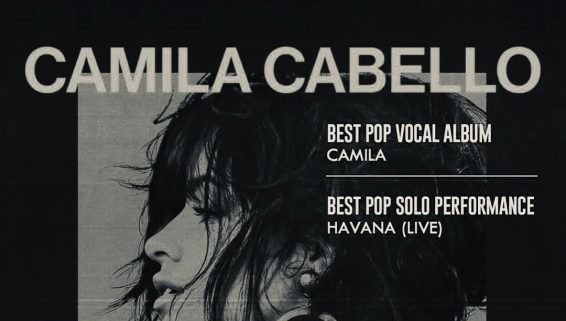 CAMILA CABELLO
BEST POP VOCAL ALBUM
CAMILA
BEST POP SOLO PERFORMANCE
HAVANA (LIVE)